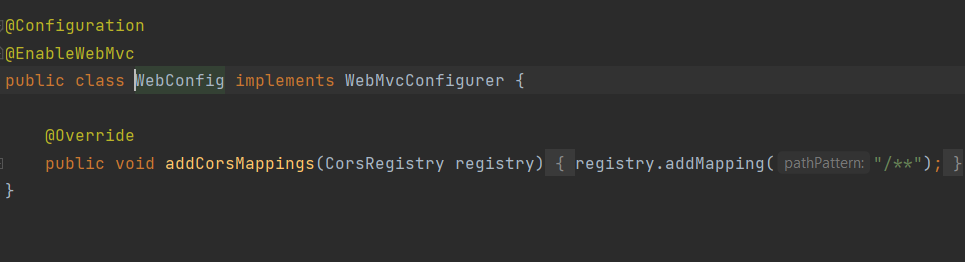 @Configuration
@EnableWebMvc
public class WebConfig implements WebMvcConfigurer {
@Override
public void addCorsMappings(CorsRegistry registry) { registry.addMapping( pathPattern: "/**"); }
}